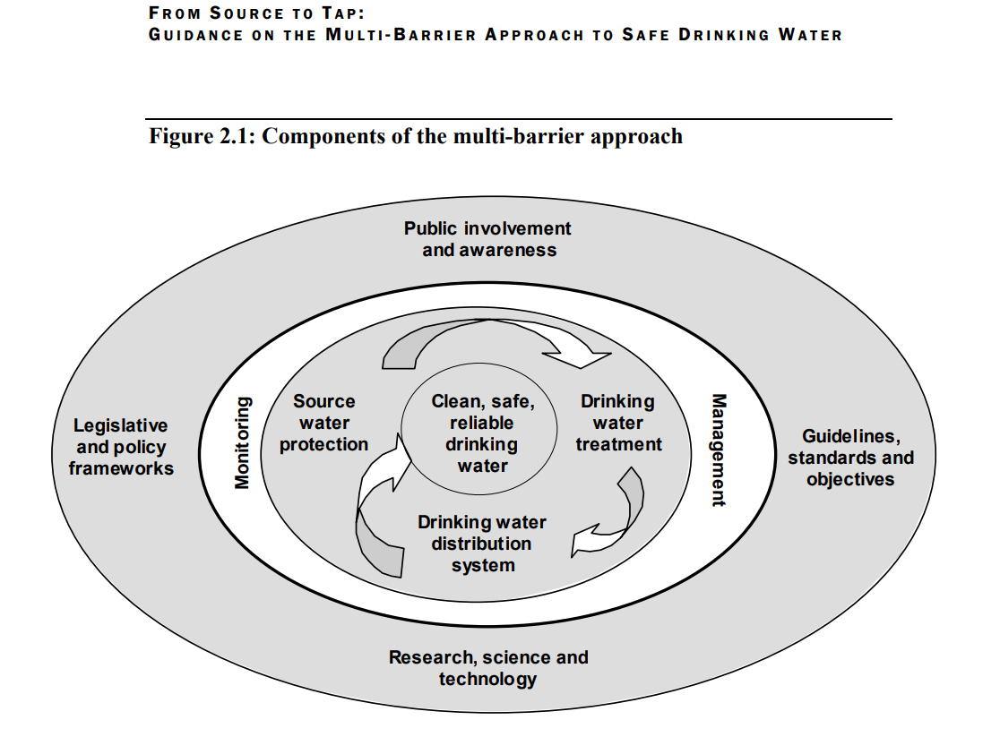 FROM SOURCE TO TAP:
GUIDANCE ON THE MULTI-BARRIER APPROACH TO SAFE DRINKING WATER
Figure 2.1: Components of the multi-barrier approach
Public involvement
and awareness
Legislative
and policy
frameworks
Monitoring
Source
water
protection
Clean, safe,
reliable
drinking
water
Drinking
water
treatment
Management
Guidelines,
standards and
objectives
Drinking water
distribution
system
Research, science and
technology